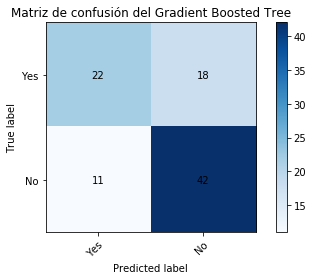 Matriz de confusión del Gradient Boosted Tree
True label
Yes
22
18
No
11
42
Yes
No
Predicted label
40
35
30
25
20
15